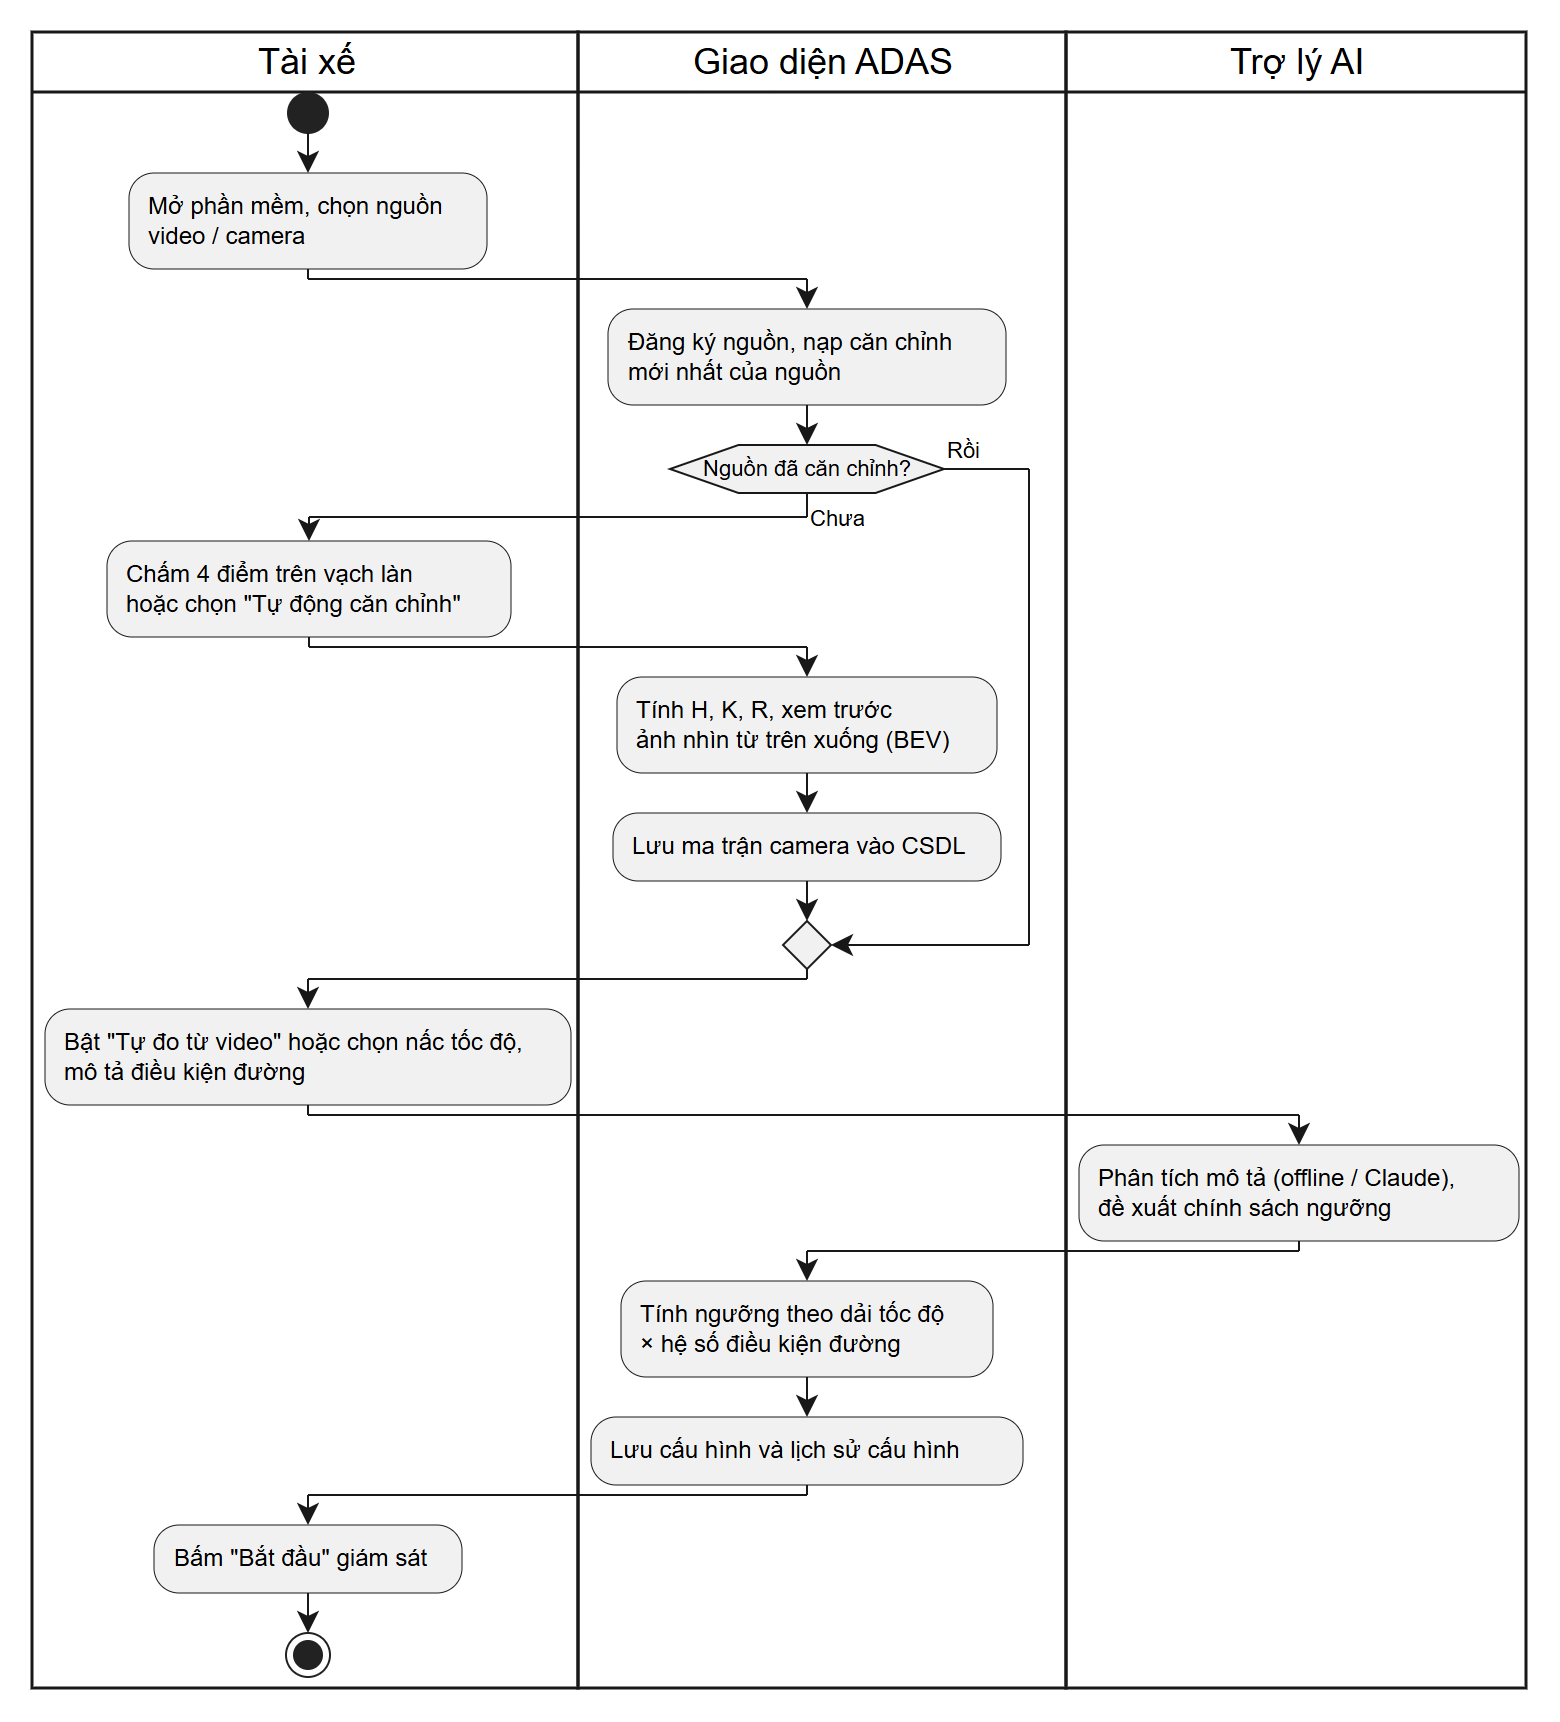 Tài xế
Giao diện ADAS
Trợ lý AI
Mở phần mềm, chọn nguồn
video / camera
Đăng ký nguồn, nạp căn chỉnh
mới nhất của nguồn
Nguồn đã căn chỉnh?
Rồi
Chưa
Chấm 4 điểm trên vạch làn
hoặc chọn "Tự động căn chỉnh"
Tính H, K, R, xem trước
ảnh nhìn từ trên xuống (BEV)
Lưu ma trận camera vào CSDL
Bật "Tự đo từ video" hoặc chọn nấc tốc độ,
mô tả điều kiện đường
Phân tích mô tả (offline / Claude),
đề xuất chính sách ngưỡng
Tính ngưỡng theo dải tốc độ
× hệ số điều kiện đường
Lưu cấu hình và lịch sử cấu hình
Bấm "Bắt đầu" giám sát